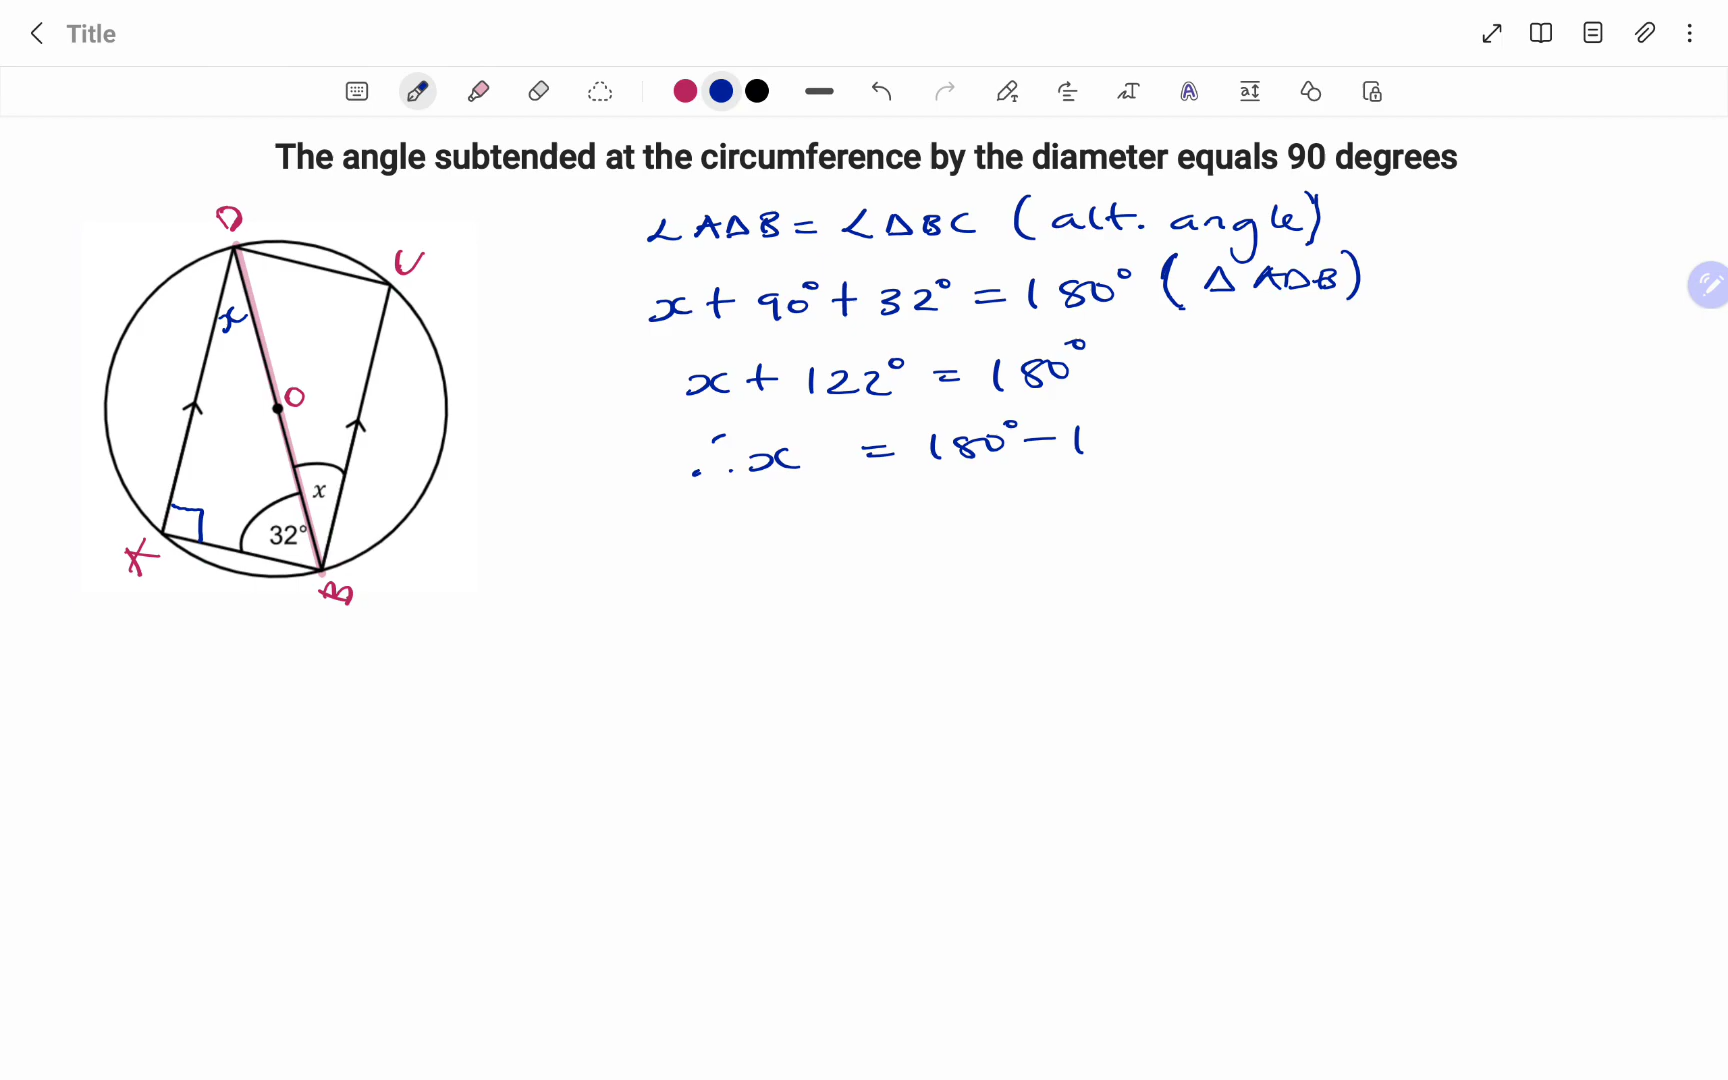 Title
The angle subtended at the circumference by the diameter equals 90 degrees
∠ADB = ∠DBC (alt. angle)
x + 90° + 32° = 180° (Δ ADB)
x + 122° = 180°
∴ x = 180° − 1
D
C
x
O
x
32°
A
B